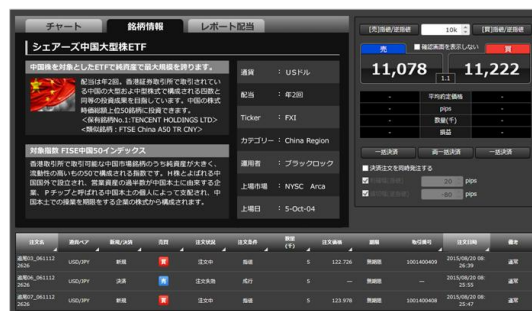 チャート 銘柄情報 レポート配当
シェアーズ中国大型株ETF
中国株を対象としたETFで純資産で最大規模を誇ります。
配当は年2回。香港証券取引所で取引されてい
る中国の大型および中型株式で構成される四数と
同等の投資成果を目指しています。中国の株式
時価総額上位50銘柄に投資できます。
<保有銘柄No.1:TENCENT HOLDINGS LTD>
<類似銘柄 : FTSE China A50 TR CNY>
対象指数 FISE中国50インデックス
香港取引所で取引可能な中国市場銘柄のうち純資産が大きく、
流動性の高いもの50で構成される指数です。H株とよばれる中
国国外で設立され、営業資産の過半数が中国本土に由来する企
業、Pチップと呼ばれる中国本土の個人によって支配され、中
国本土での操業を期限をする企業の株式から構成されます。
通貨 : USドル
配当 : 年2回
Ticker : FXI
カテゴリー : China Region
運用者 : ブラックロック
上場市場 : NYSC Arca
上場日 : 5-Oct-04
[売]指値/逆指値 10k [買]指値/逆指値
売 確認画面を表示しない 買
11,078 1.1 11,222
- 平均約定価格 -
- pips -
- 数量(千) -
- 損益 -
一括決済 両一括決済 一括決済
決済注文を同時発注する
20 pips
-80 pips
注文名 通貨ペア 新規/決済 売買 注文状況 注文条件 数量(千) 注文価格 期限 取引番号 注文日時 備考
追尾03_061112 2626 USD/JPY 新規 買 注文中 指値 5 122.726 無期限 1001400409 2015/08/20 08:26:39 通常
追尾06_061112 2626 USD/JPY 決済 売 注文失効 成行 5 --- 無期限 --- 2015/08/20 08:25:55 通常
追尾07_061112 2626 USD/JPY 新規 買 注文中 指値 5 123.978 無期限 1001400408 2015/08/20 08:25:47 通常